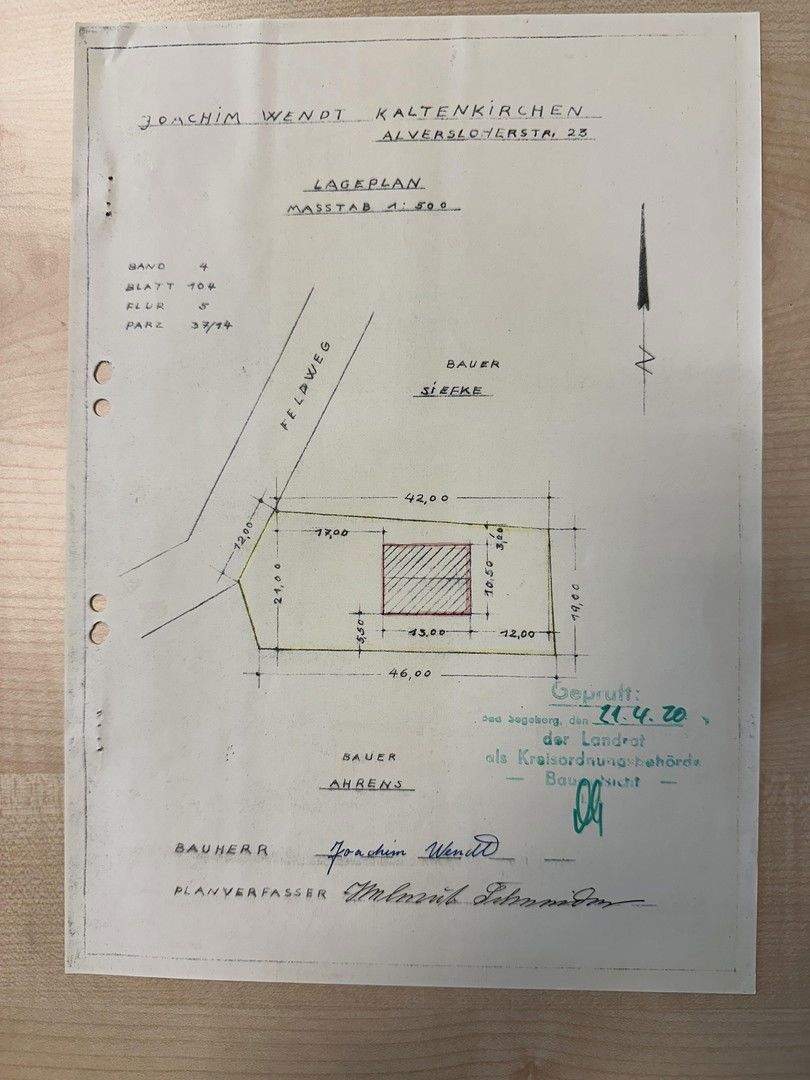 JOACHIM WENDT KALTENKIRCHEN
ALVERSLOHERSTR. 23
LAGEPLAN
MASSTAB 1:500
BAND 4
BLATT 104
FLUR 5
PARZ 37/14
N
FELDWEG
BAUER
SIEFKE
42,00
12,00
17,00
3,00
21,00
10,50
19,00
5,50
13,00
12,00
46,00
Geprüft:
Bad Segeberg, den 21.4.70
der Landrat
als Kreisordnungsbehörde
BAUER
AHRENS
BAUHERR Joachim Wendt
PLANVERFASSER Helmut